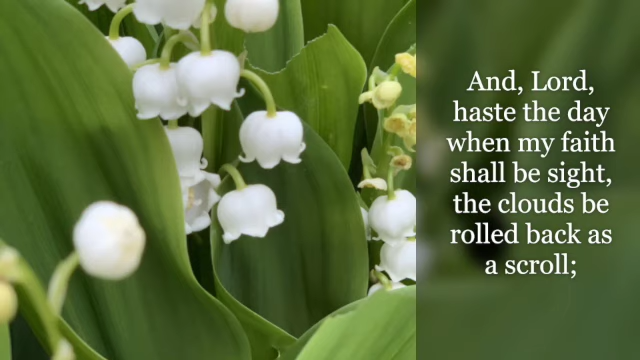 And, Lord,
haste the day
when my faith
shall be sight,
the clouds be
rolled back as
a scroll;